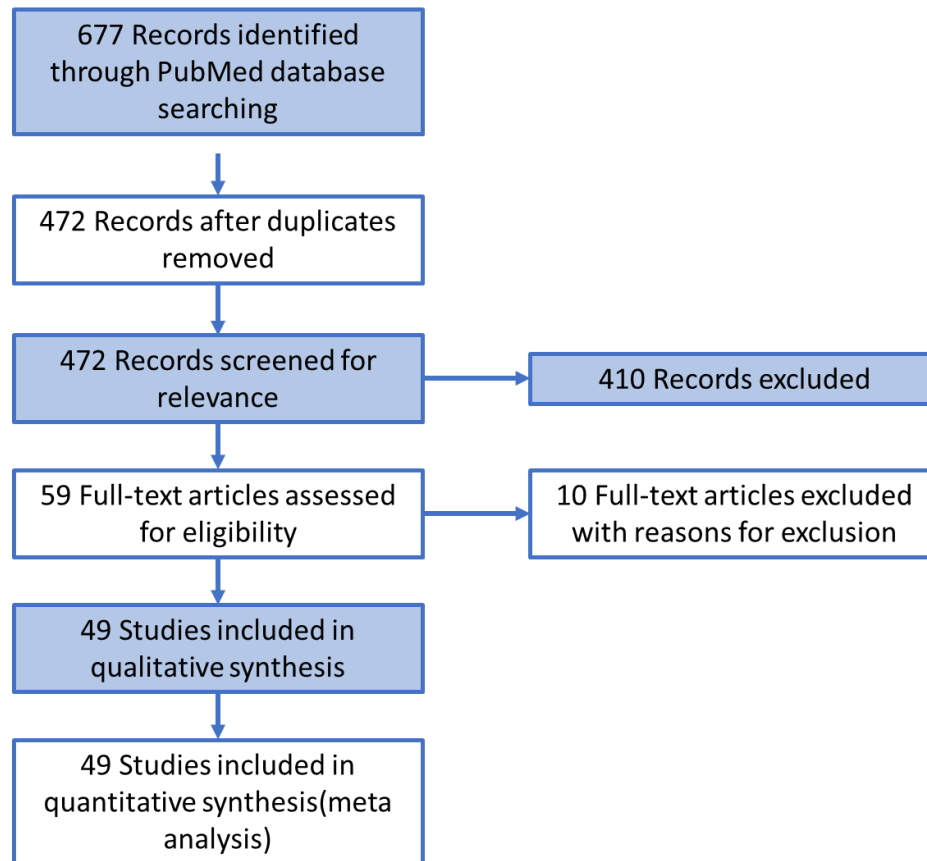 677 Records identified
through PubMed database
searching
472 Records after duplicates
removed
472 Records screened for
relevance
410 Records excluded
59 Full-text articles assessed
for eligibility
10 Full-text articles excluded
with reasons for exclusion
49 Studies included in
qualitative synthesis
49 Studies included in
quantitative synthesis(meta
analysis)